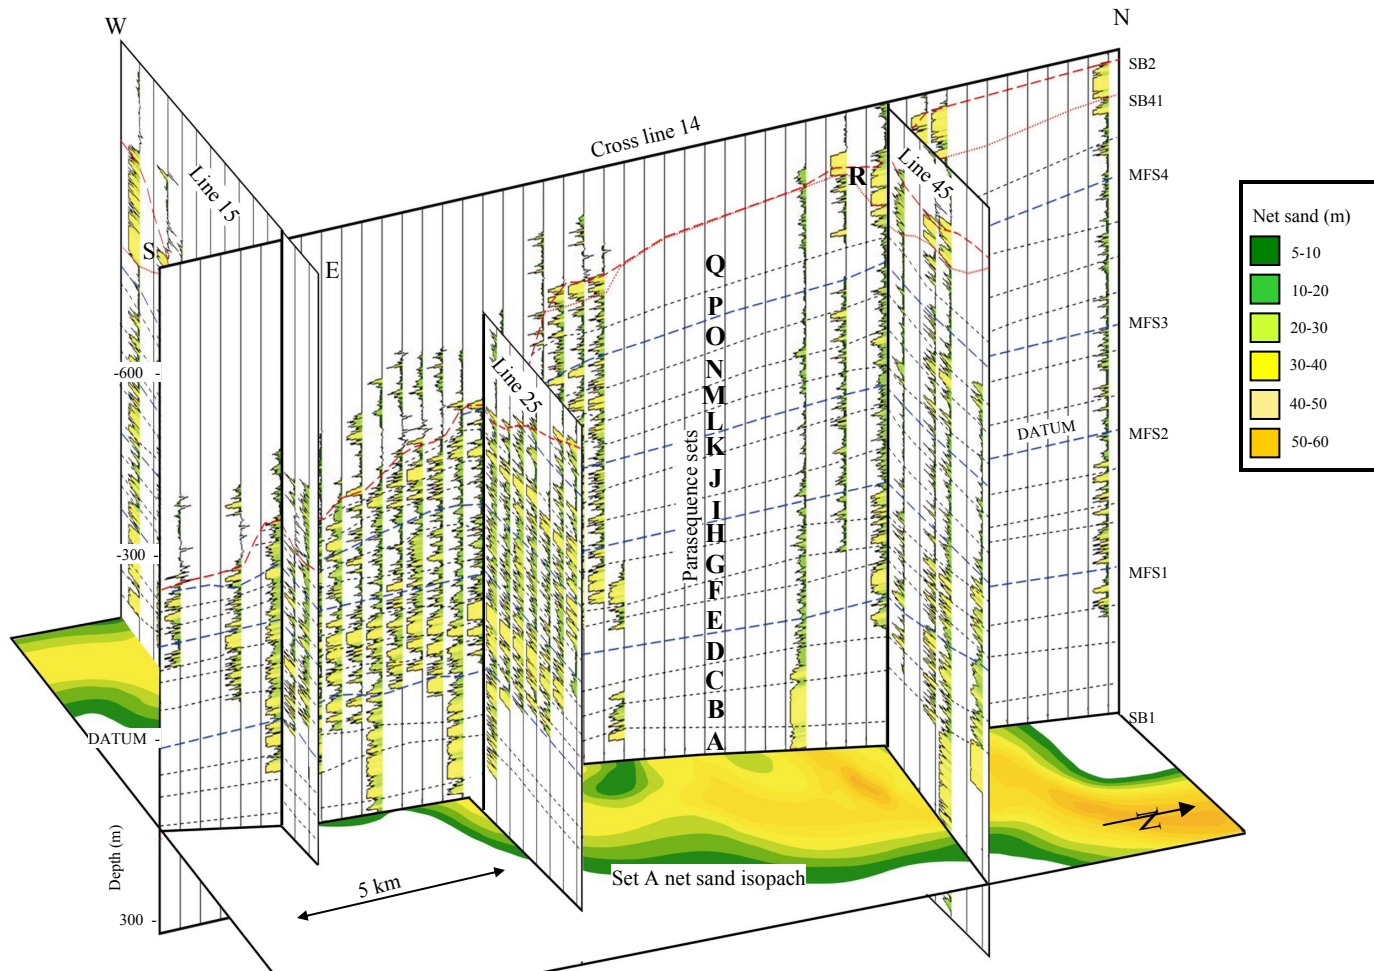 W
N
SB2
SB41
Cross line 14
Line 15
Line 45
R
MFS4
Net sand (m)
5-10
10-20
20-30
30-40
40-50
50-60
S
E
Q
P
O
N
M
L
K
J
I
H
G
F
E
D
C
B
A
Parasequence sets
MFS3
-600
Line 25
DATUM
MFS2
-300
MFS1
SB1
DATUM
N
Depth (m)
Set A net sand isopach
5 km
300